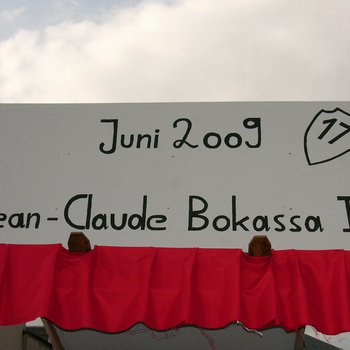 Juni 2009
17
ean-Claude Bokassa I